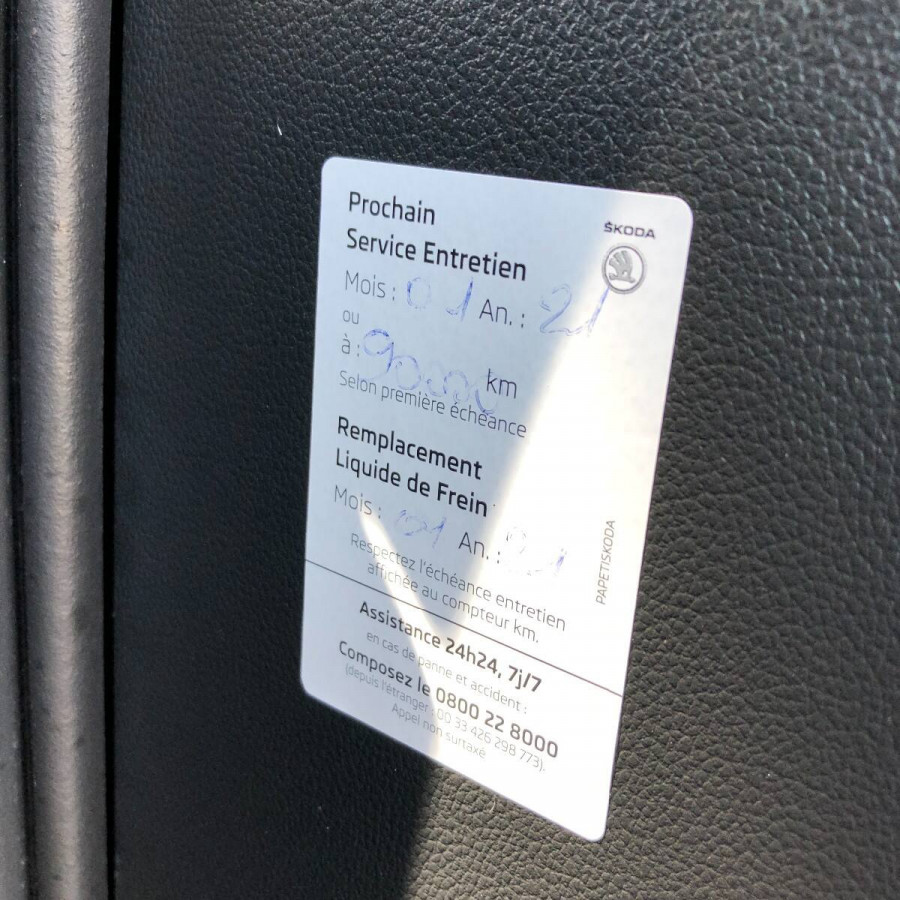 ŠKODA
Prochain
Service Entretien
Mois : 01 An. : 21
ou
à : 90000 km
Selon première échéance
Remplacement
Liquide de Frein
Mois : 01 An. : 21
Respectez l'échéance entretien
affichée au compteur km.
PAPETISKODA
Assistance 24h24, 7j/7
en cas de panne et accident :
Composez le 0800 22 8000
(depuis l'étranger : 00 33 426 298 773).
Appel non surtaxé